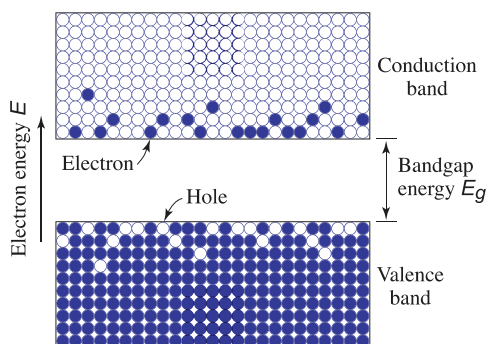 Conduction
band
Electron energy E
Electron
Bandgap
energy Eg
Hole
Valence
band